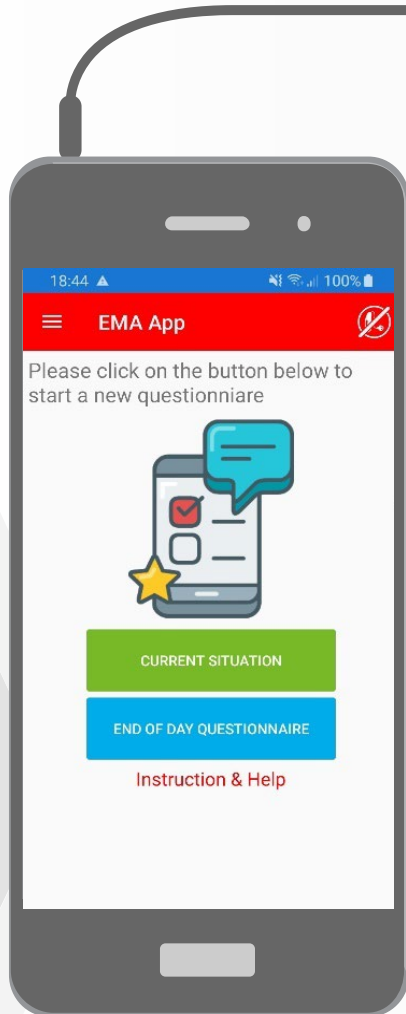 18:44 100%
EMA App
Please click on the button below to
start a new questionniare
CURRENT SITUATION
END OF DAY QUESTIONNAIRE
Instruction & Help